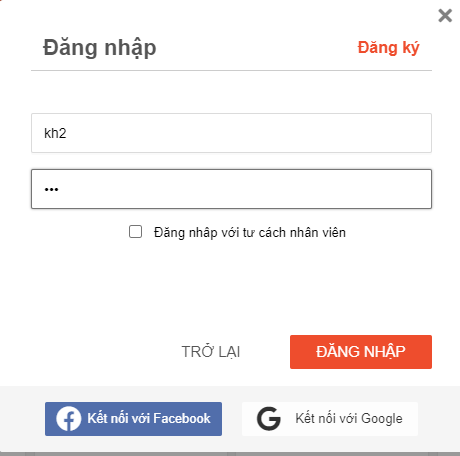 Đăng nhập
Đăng ký
kh2
•••
Đăng nhâp với tư cách nhân viên
TRỞ LẠI
ĐĂNG NHẬP
Kết nối với Facebook
Kết nối với Google